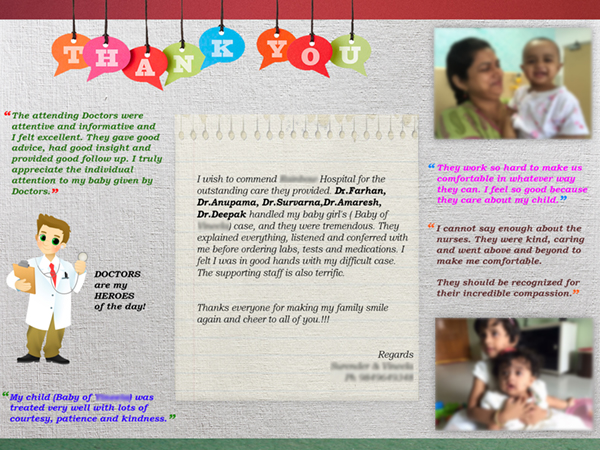 THANK YOU
“The attending Doctors were
attentive and informative and
I felt excellent. They gave good
advice, had good insight and
provided good follow up. I truly
appreciate the individual
attention to my baby given by
Doctors.”
I wish to commend Hospital for the
outstanding care they provided. Dr.Farhan,
Dr.Anupama, Dr.Survarna,Dr.Amaresh,
Dr.Deepak handled my baby girl's ( Baby of
) case, and they were tremendous. They
explained everything, listened and conferred with
me before ordering labs, tests and medications. I
felt I was in good hands with my difficult case.
The supporting staff is also terrific.
Thanks everyone for making my family smile
again and cheer to all of you.!!!
Regards
DOCTORS
are my
HEROES
of the day!
“My child (Baby of ) was
treated very well with lots of
courtesy, patience and kindness.”
“They work so hard to make us
comfortable in whatever way
they can. I feel so good because
they care about my child.”
“I cannot say enough about the
nurses. They were kind, caring
and went above and beyond to
make me comfortable.
They should be recognized for
their incredible compassion.”